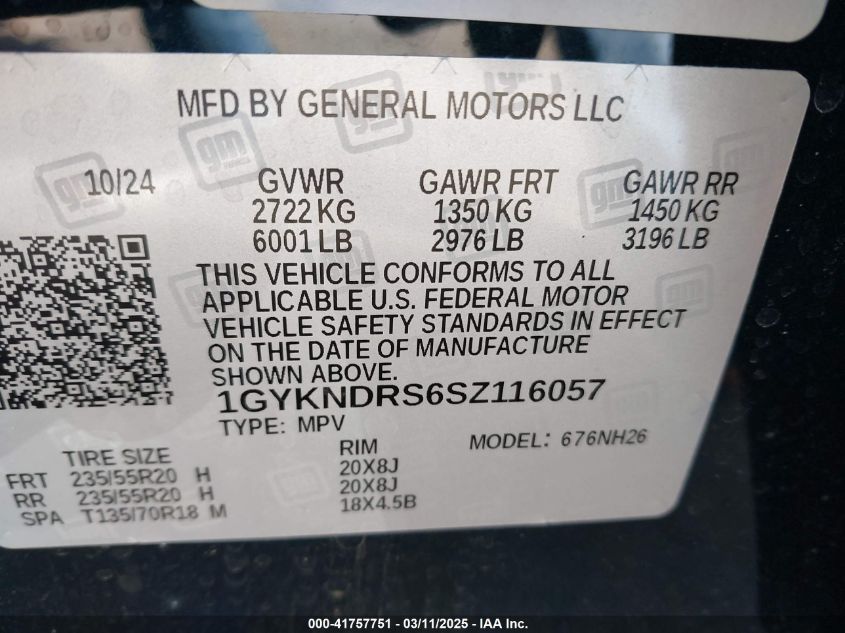 MFD BY GENERAL MOTORS LLC
10/24 GVWR GAWR FRT GAWR RR
2722 KG 1350 KG 1450 KG
6001 LB 2976 LB 3196 LB
THIS VEHICLE CONFORMS TO ALL
APPLICABLE U.S. FEDERAL MOTOR
VEHICLE SAFETY STANDARDS IN EFFECT
ON THE DATE OF MANUFACTURE
SHOWN ABOVE.
1GYKNDRS6SZ116057
TYPE: MPV MODEL: 676NH26
TIRE SIZE RIM
FRT 235/55R20 H 20X8J
RR 235/55R20 H 20X8J
SPA T135/70R18 M 18X4.5B
000-41757751 — 03/11/2025 — IAA Inc.